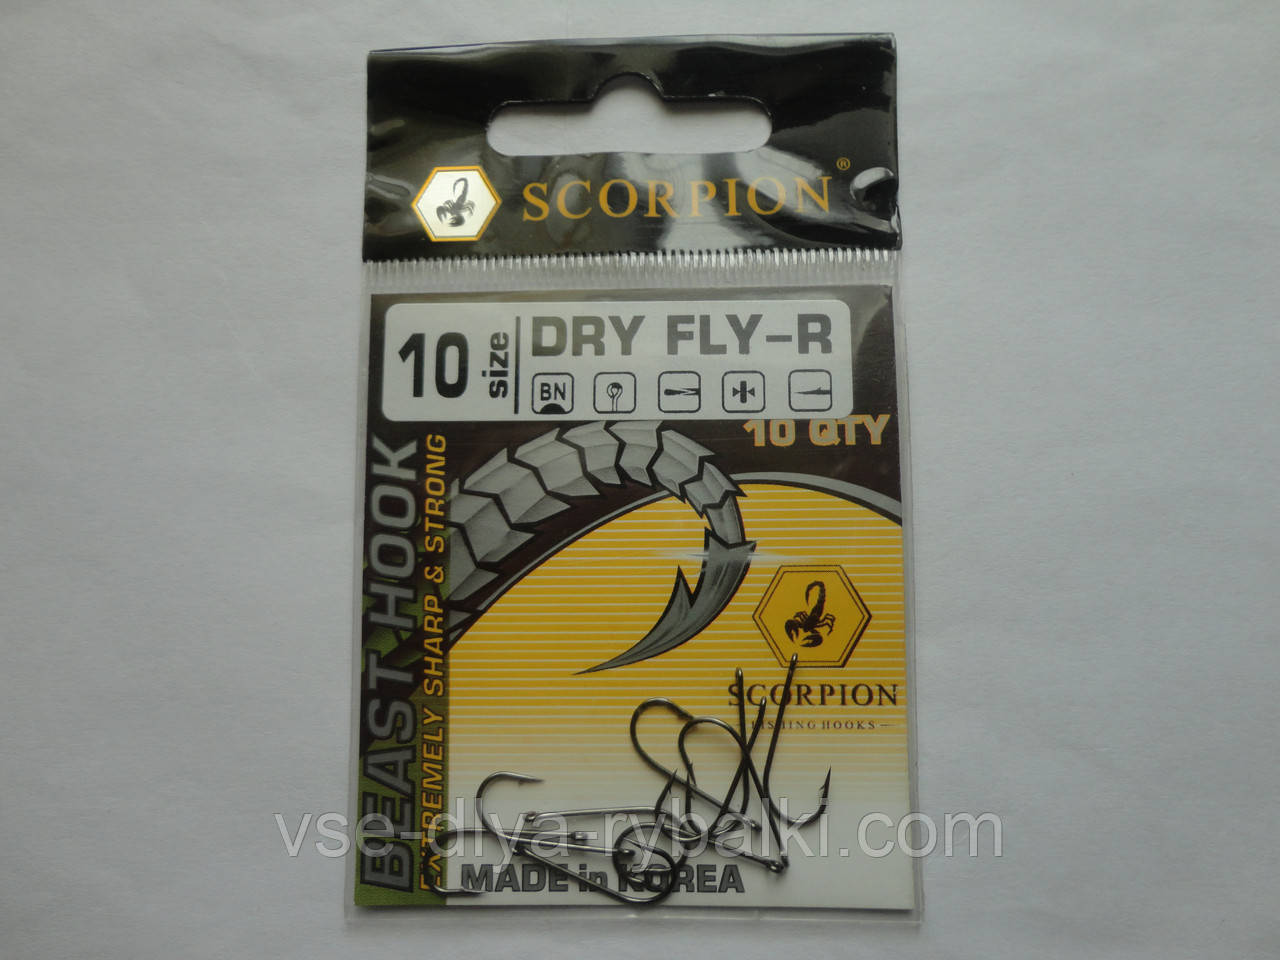 SCORPION®
10 size
DRY FLY-R
BN
10 QTY
BEAST HOOK
EXTREMELY SHARP & STRONG
SCORPION
FISHING HOOKS
vse-dlya-rybalki.com
MADE in KOREA